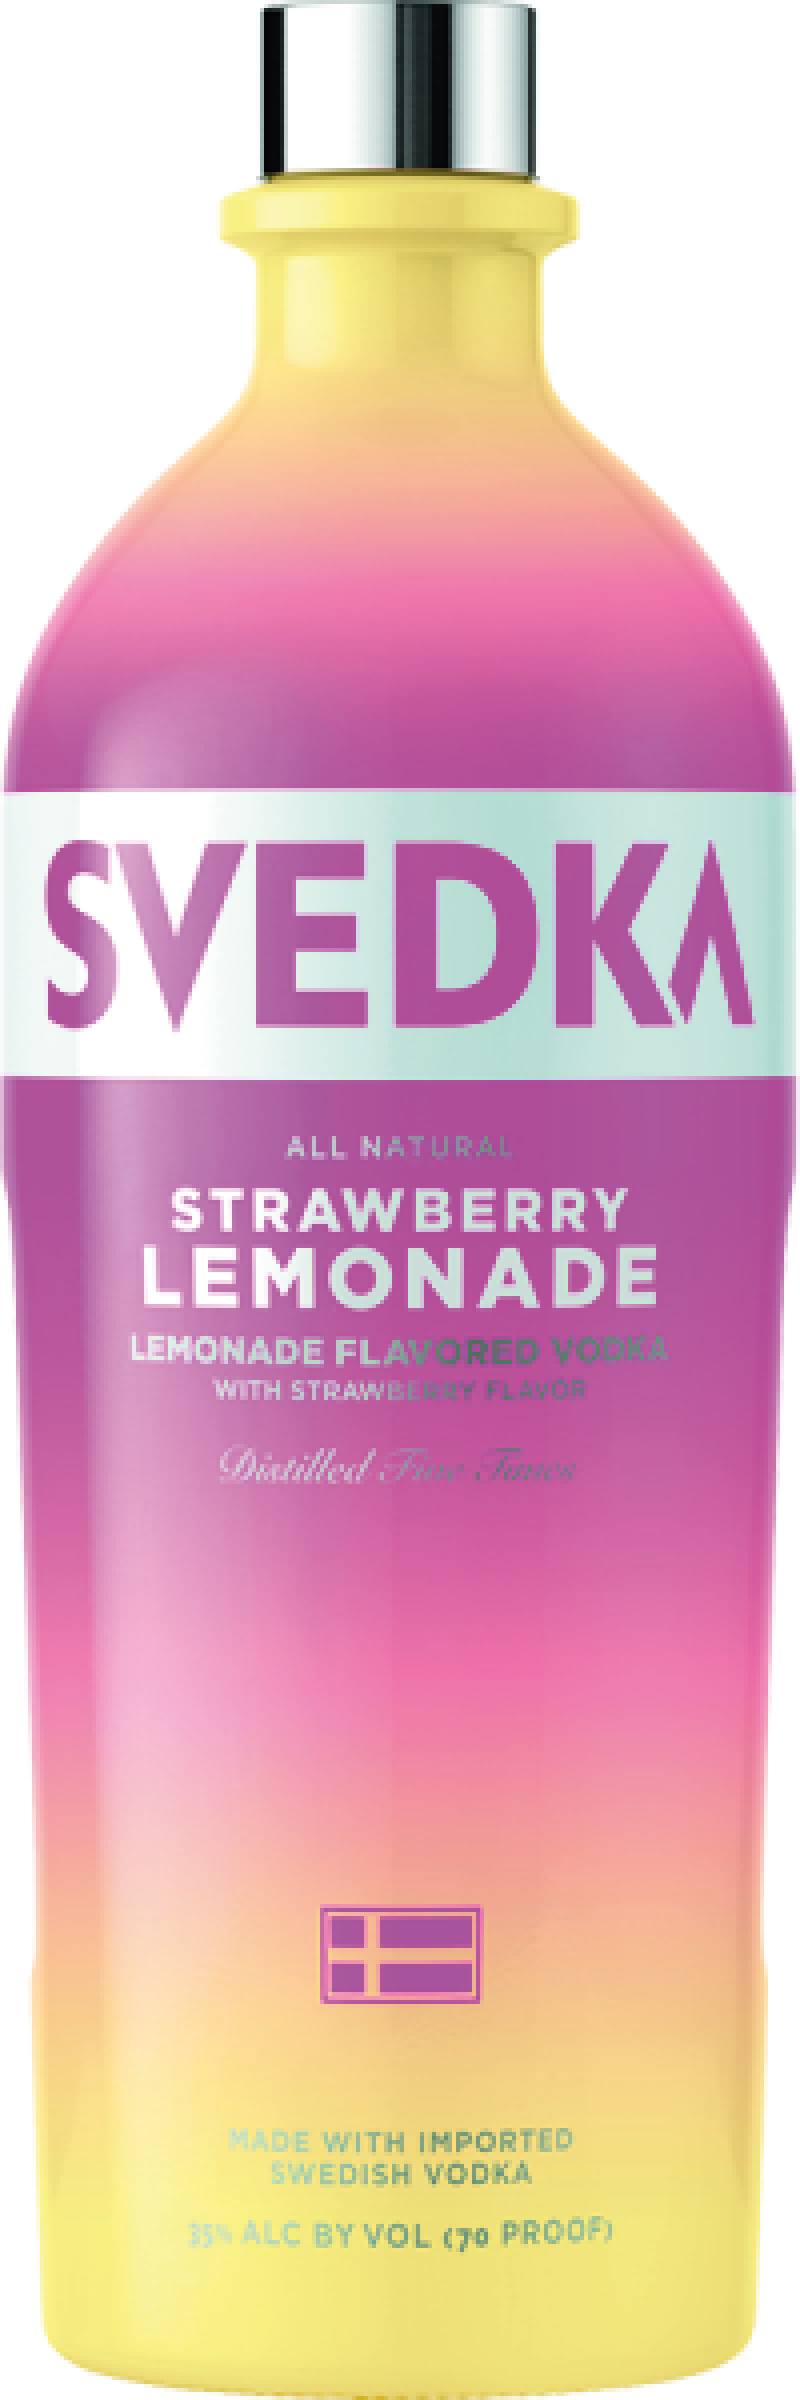 SVEDKA
ALL NATURAL
STRAWBERRY
LEMONADE
LEMONADE FLAVORED VODKA
WITH STRAWBERRY FLAVOR
Distilled Five Times
MADE WITH IMPORTED
SWEDISH VODKA
35% ALC BY VOL (70 PROOF)